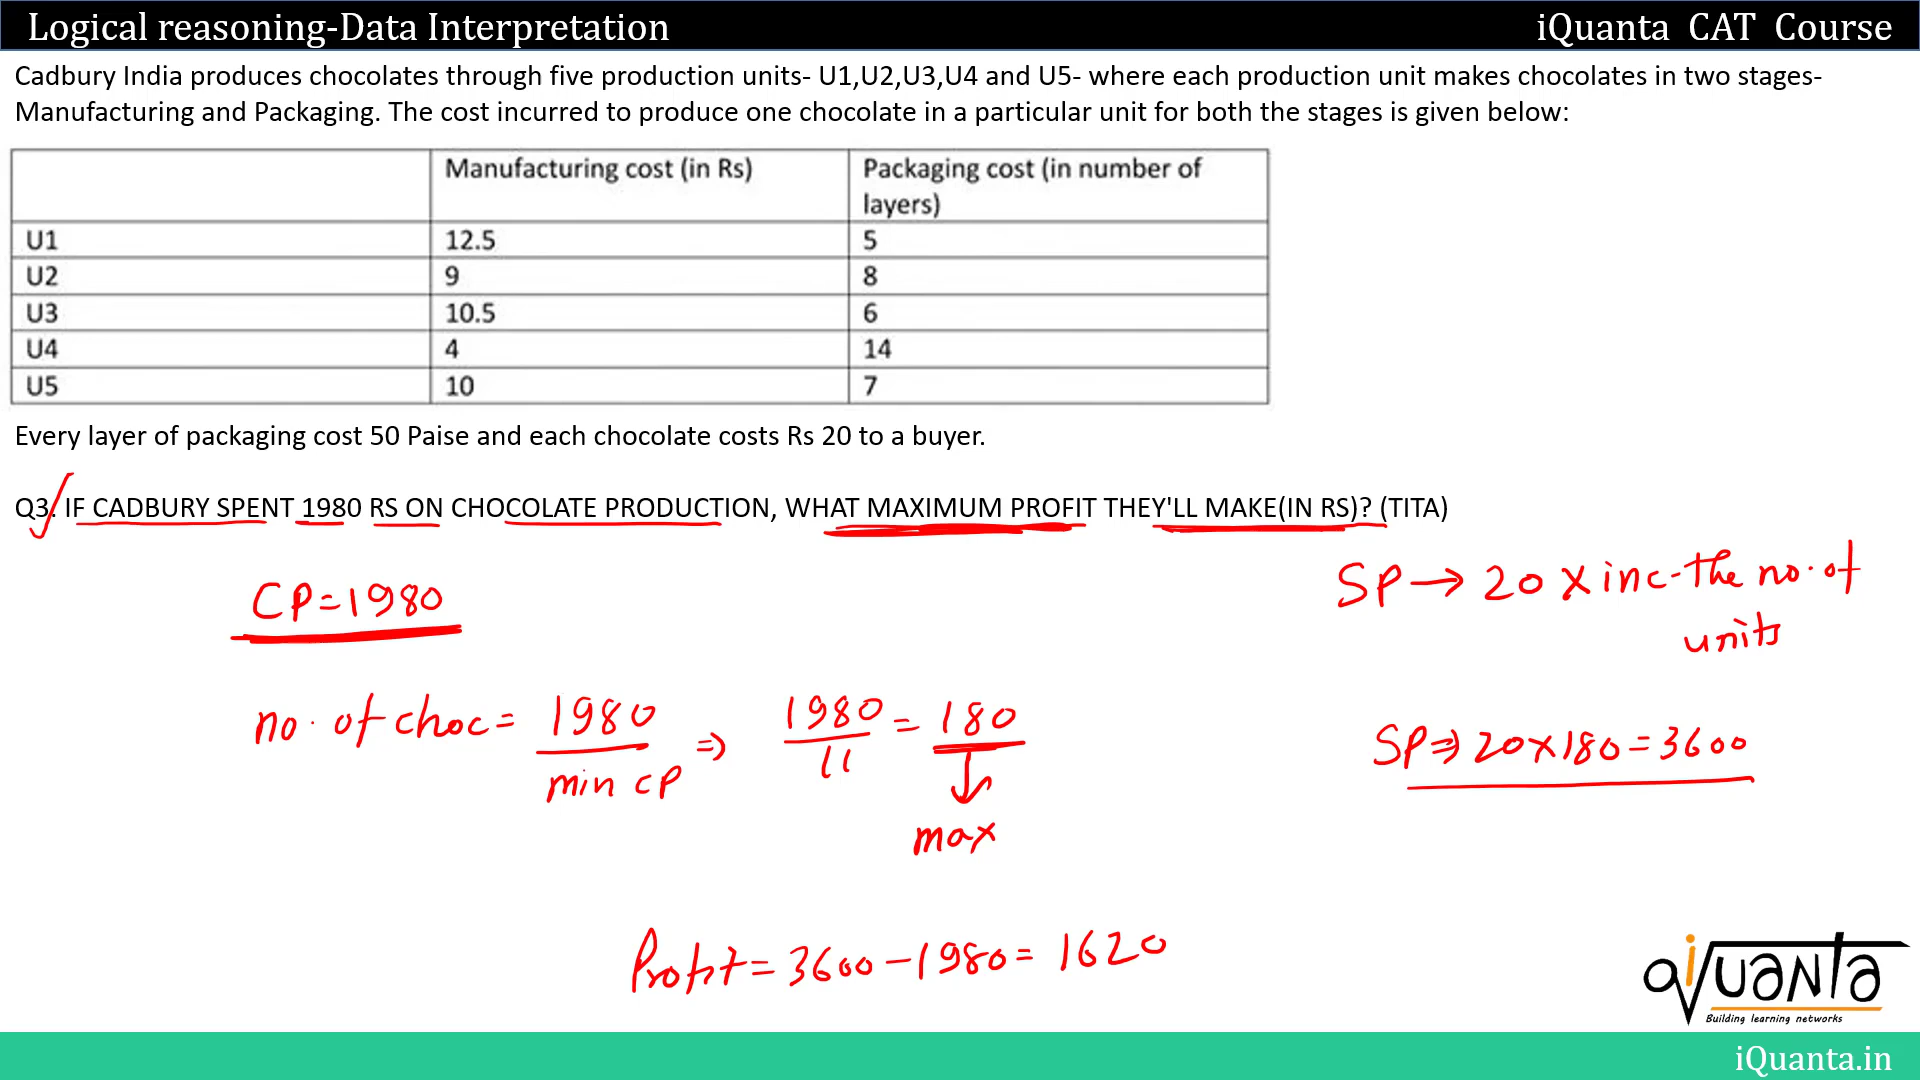 Logical reasoning-Data Interpretation iQuanta CAT Course
Cadbury India produces chocolates through five production units- U1,U2,U3,U4 and U5- where each production unit makes chocolates in two stages-
Manufacturing and Packaging. The cost incurred to produce one chocolate in a particular unit for both the stages is given below:
Manufacturing cost (in Rs) Packaging cost (in number of
layers)
U1 12.5 5
U2 9 8
U3 10.5 6
U4 4 14
U5 10 7
Every layer of packaging cost 50 Paise and each chocolate costs Rs 20 to a buyer.
Q3. IF CADBURY SPENT 1980 RS ON CHOCOLATE PRODUCTION, WHAT MAXIMUM PROFIT THEY'LL MAKE(IN RS)? (TITA)
CP=1980
SP → 20 x inc-the no. of
units
no. of choc = 1980 / min cp ⇒ 1980 / 11 = 180
max
SP ⇒ 20x180=3600
Profit = 3600-1980= 1620
iQuanta
Building learning networks
iQuanta.in